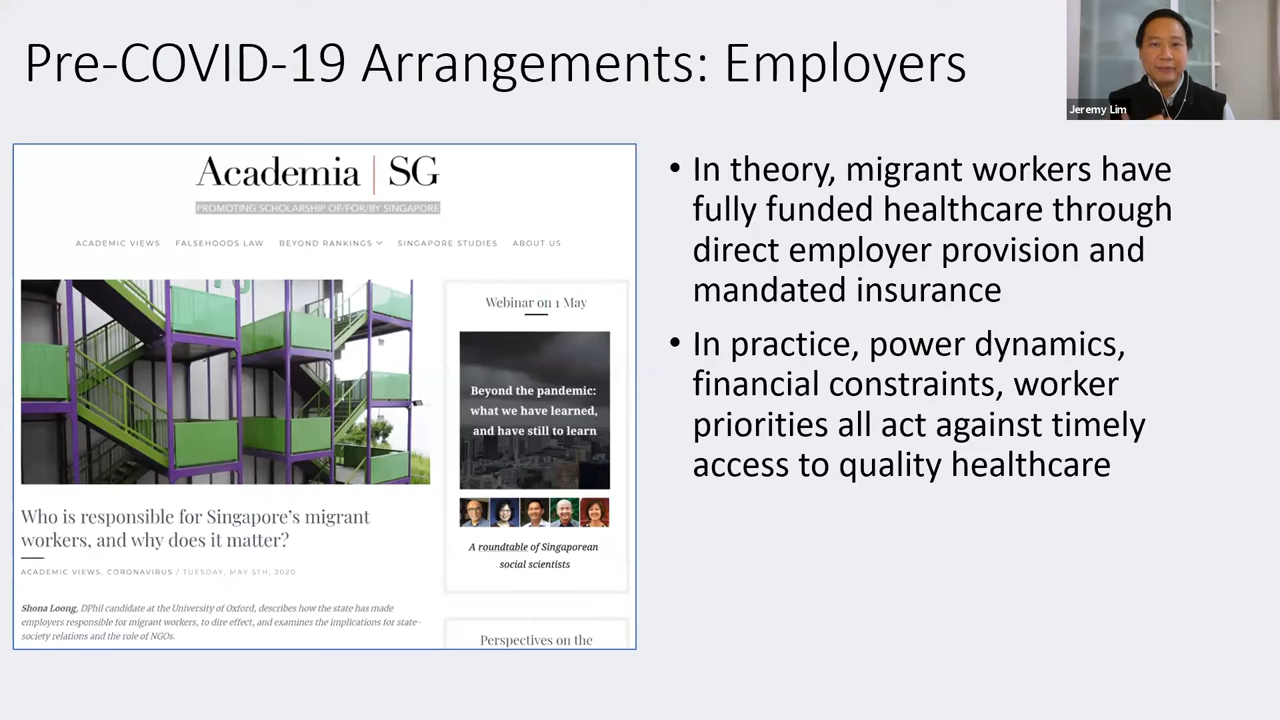 Pre-COVID-19 Arrangements: Employers
Jeremy Lim
Academia | SG
PROMOTING SCHOLARSHIP OF/FOR/BY SINGAPORE
ACADEMIC VIEWS FALSEHOODS LAW BEYOND RANKINGS SINGAPORE STUDIES ABOUT US
Who is responsible for Singapore's migrant
workers, and why does it matter?
ACADEMIC VIEWS, CORONAVIRUS / TUESDAY, MAY 5TH, 2020
Shona Loong, DPhil candidate at the University of Oxford, describes how the state has made
employers responsible for migrant workers, to dire effect, and examines the implications for state-
society relations and the role of NGOs.
Webinar on 1 May
Beyond the pandemic:
what we have learned,
and have still to learn
A roundtable of Singaporean
social scientists
Perspectives on the
• In theory, migrant workers have
fully funded healthcare through
direct employer provision and
mandated insurance
• In practice, power dynamics,
financial constraints, worker
priorities all act against timely
access to quality healthcare